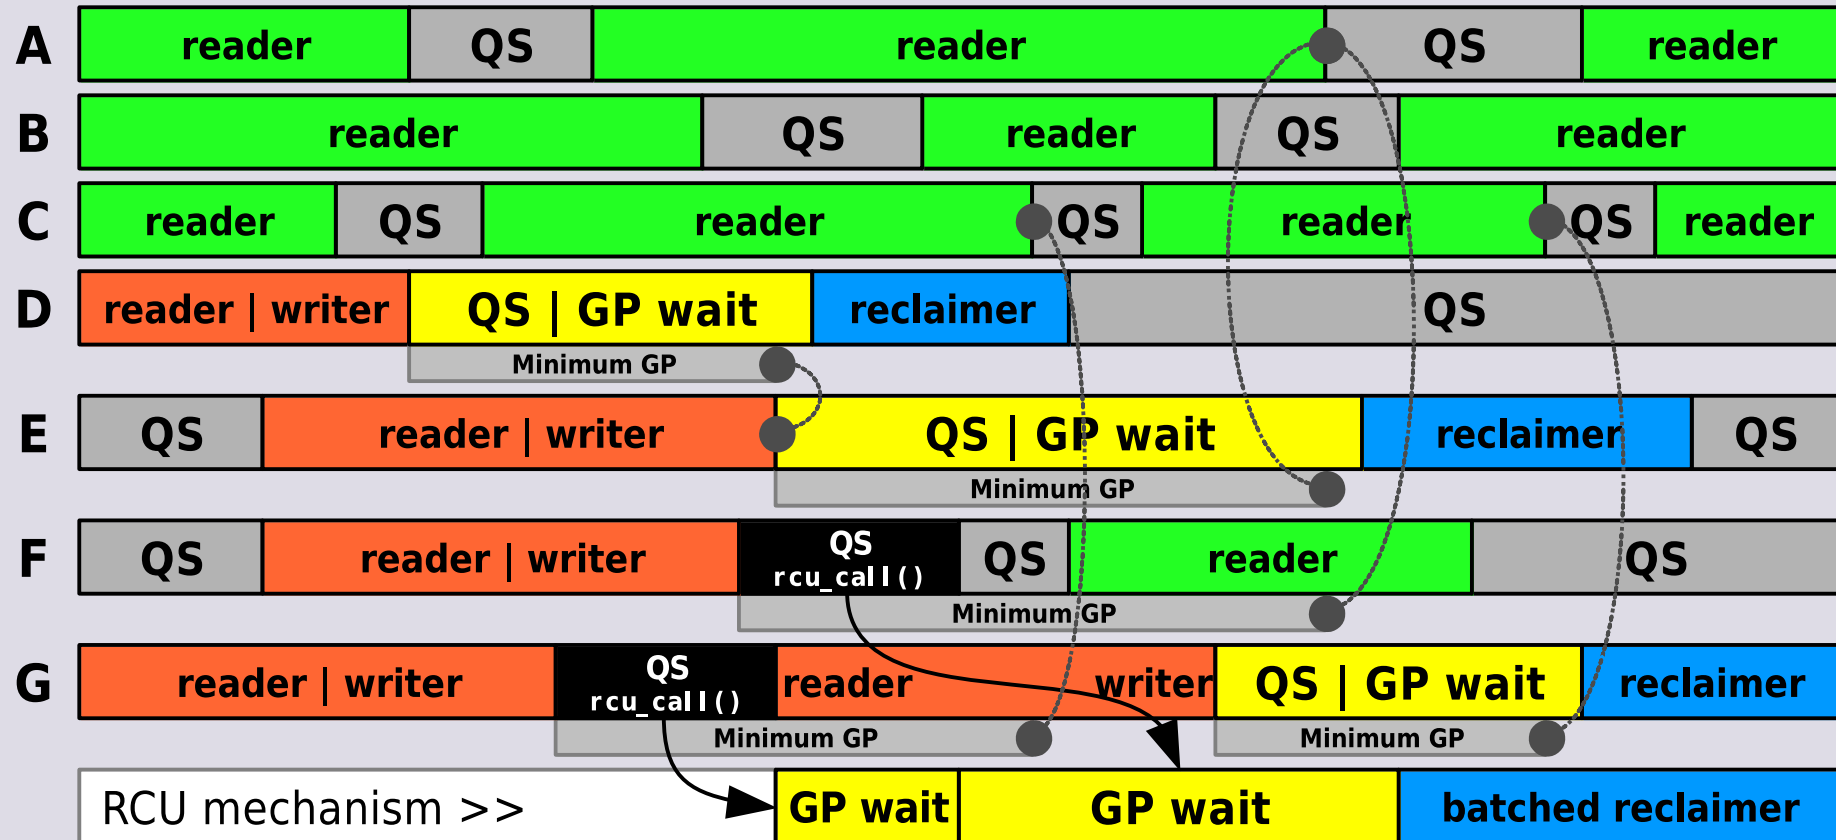 A reader QS reader QS reader
B reader QS reader QS reader
C reader QS reader QS reader QS reader
D reader | writer QS | GP wait reclaimer QS
Minimum GP
E QS reader | writer QS | GP wait reclaimer QS
Minimum GP
F QS reader | writer QS rcu_call() QS reader QS
Minimum GP
G reader | writer QS rcu_call() reader writer QS | GP wait reclaimer
Minimum GP Minimum GP
RCU mechanism >> GP wait GP wait batched reclaimer